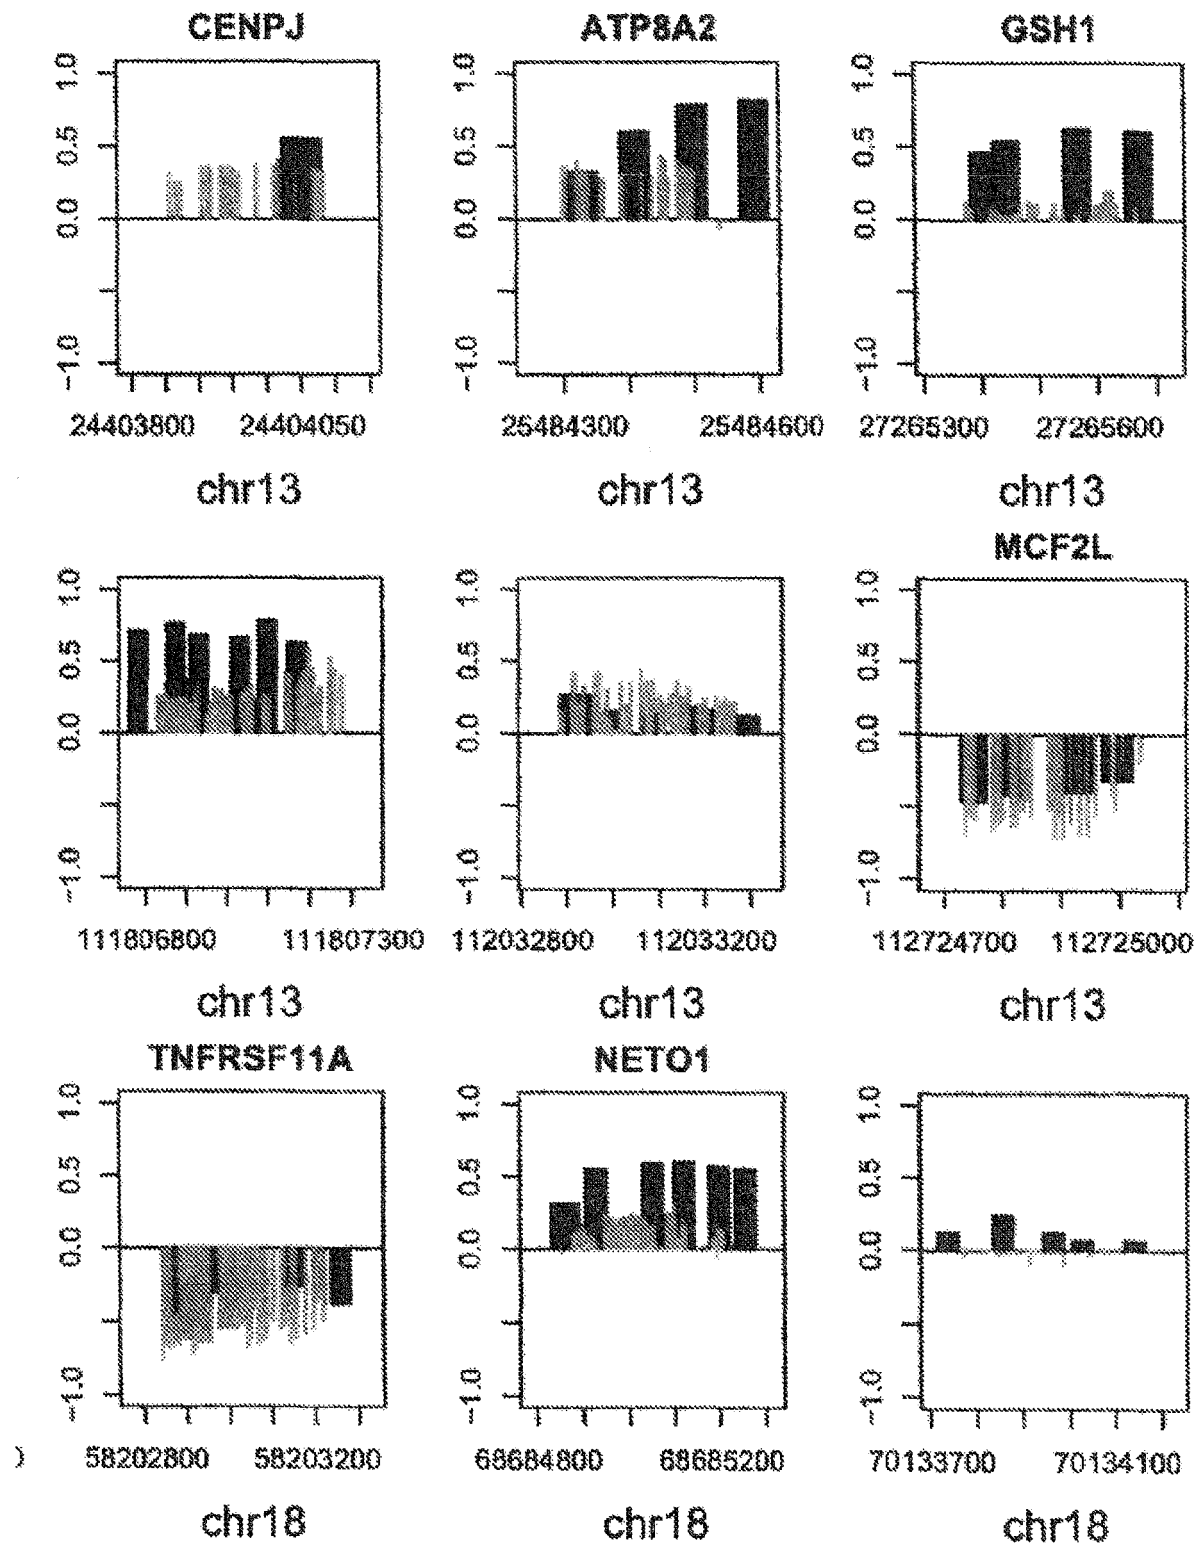 CENPJ ATP8A2 GSH1
1.0 1.0 1.0
0.5 0.5 0.5
0.0 0.0 0.0
-1.0 -1.0 -1.0
24403800 24404050 25484300 25484600 27265300 27265600
chr13 chr13 chr13
MCF2L
1.0 1.0 1.0
0.5 0.5 0.5
0.0 0.0 0.0
-1.0 -1.0 -1.0
111806800 111807300 112032800 112033200 112724700 112725000
chr13 chr13 chr13
TNFRSF11A NETO1
1.0 1.0 1.0
0.5 0.5 0.5
0.0 0.0 0.0
-1.0 -1.0 -1.0
) 58202800 58203200 68684800 68685200 70133700 70134100
chr18 chr18 chr18